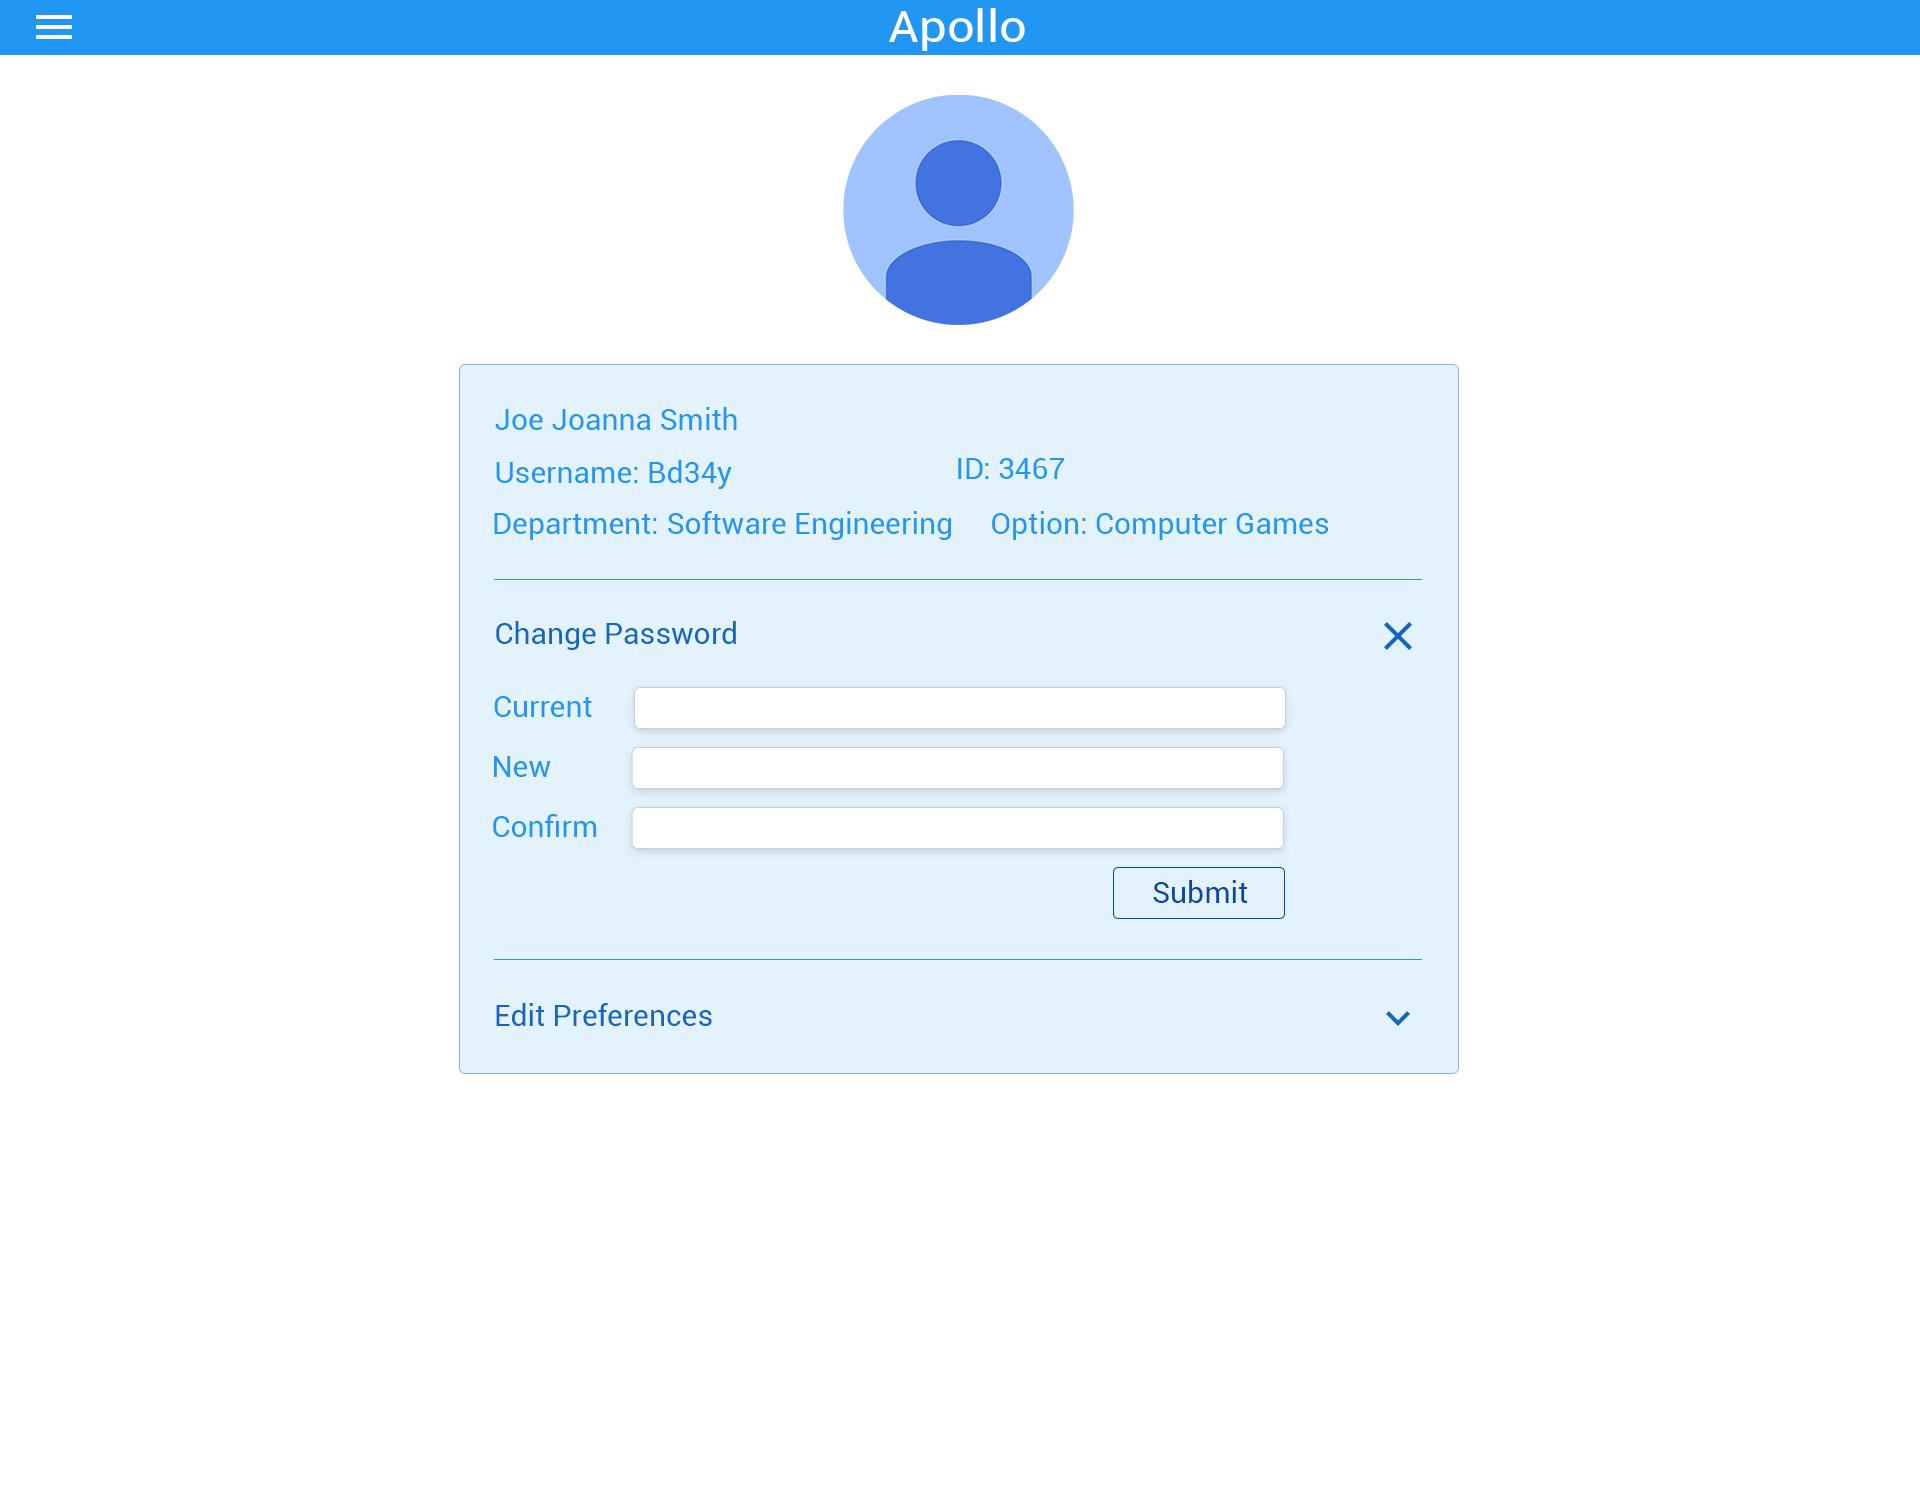 Apollo
Joe Joanna Smith
Username: Bd34y ID: 3467
Department: Software Engineering Option: Computer Games
Change Password
Current
New
Confirm
Submit
Edit Preferences